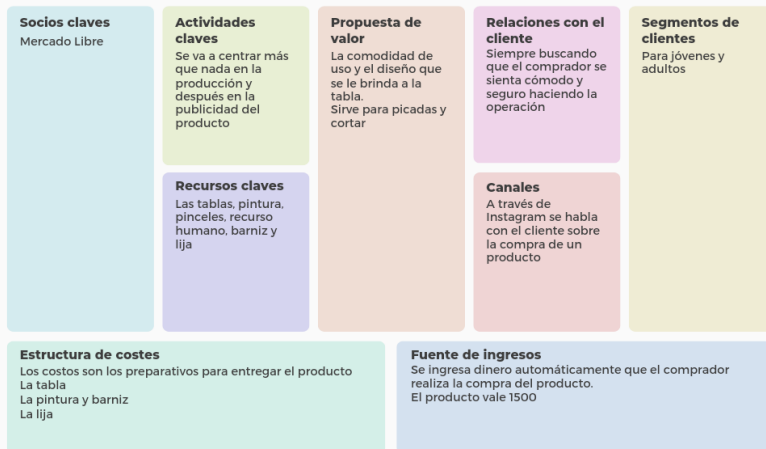 Socios claves
Mercado Libre
Actividades
claves
Se va a centrar más
que nada en la
producción y
después en la
publicidad del
producto
Recursos claves
Las tablas, pintura,
pinceles, recurso
humano, barniz y
lija
Propuesta de
valor
La comodidad de
uso y el diseño que
se le brinda a la
tabla.
Sirve para picadas y
cortar
Relaciones con el
cliente
Siempre buscando
que el comprador se
sienta cómodo y
seguro haciendo la
operación
Canales
A través de
Instagram se habla
con el cliente sobre
la compra de un
producto
Segmentos de
clientes
Para jóvenes y
adultos
Estructura de costes
Los costos son los preparativos para entregar el producto
La tabla
La pintura y barniz
La lija
Fuente de ingresos
Se ingresa dinero automáticamente que el comprador
realiza la compra del producto.
El producto vale 1500